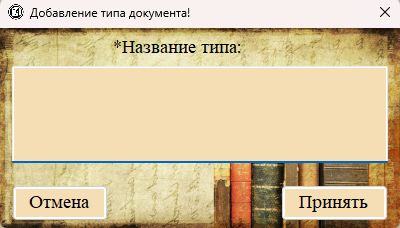 Добавление типа документа!
*Название типа:
Отмена
Принять